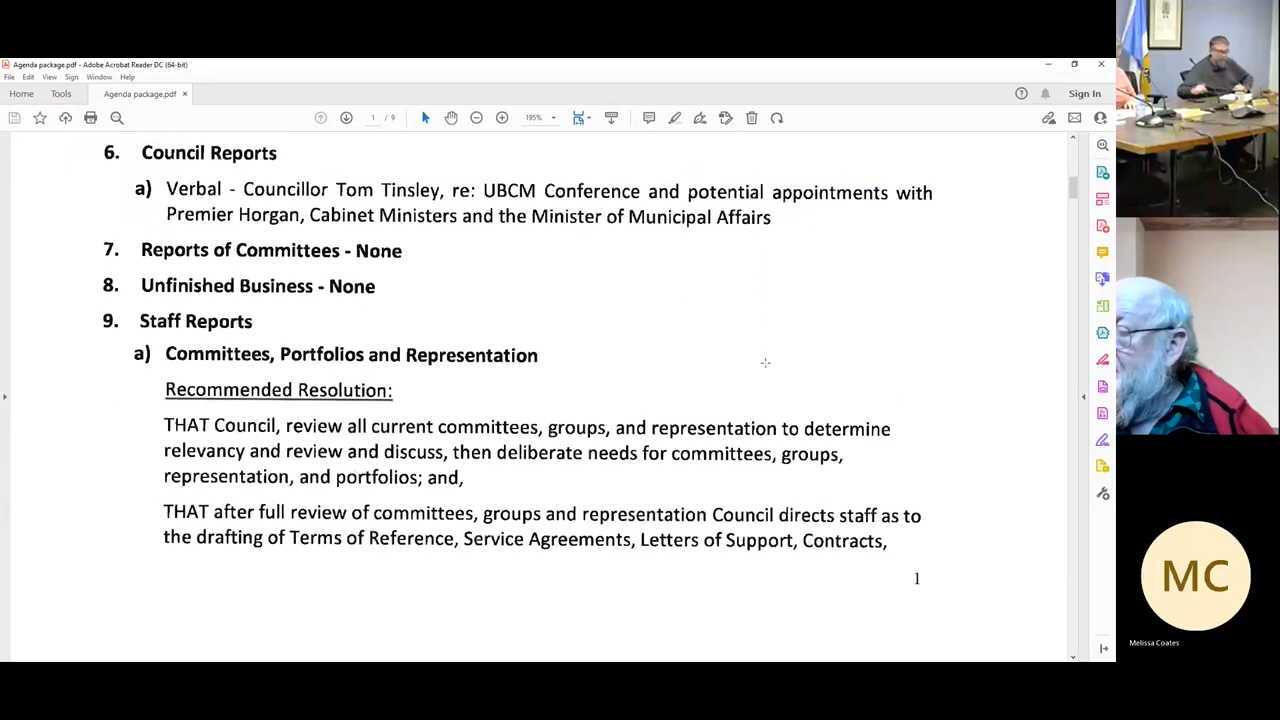 Agenda package.pdf - Adobe Acrobat Reader DC (64-bit)
File Edit View Sign Window Help
Home Tools Agenda package.pdf × Sign In
1 / 9 195%
6. Council Reports
a) Verbal - Councillor Tom Tinsley, re: UBCM Conference and potential appointments with
Premier Horgan, Cabinet Ministers and the Minister of Municipal Affairs
7. Reports of Committees - None
8. Unfinished Business - None
9. Staff Reports
a) Committees, Portfolios and Representation
Recommended Resolution:
THAT Council, review all current committees, groups, and representation to determine
relevancy and review and discuss, then deliberate needs for committees, groups,
representation, and portfolios; and,
THAT after full review of committees, groups and representation Council directs staff as to
the drafting of Terms of Reference, Service Agreements, Letters of Support, Contracts,
1
MC
Melissa Coates